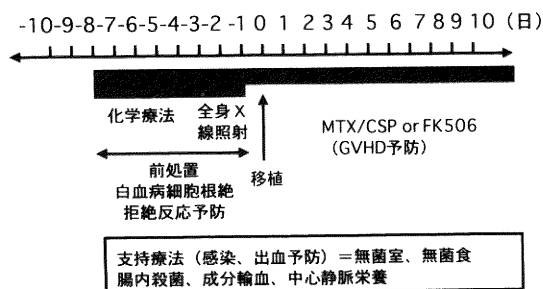 -10-9-8-7-6-5-4-3-2 -1 0 1 2 3 4 5 6 7 8 9 10 (日)
化学療法
全身X
線照射
MTX/CSP or FK506
(GVHD予防)
前処置
白血病細胞根絶
拒絶反応予防
移植
支持療法(感染、出血予防)=無菌室、無菌食
腸内殺菌、成分輸血、中心静脈栄養